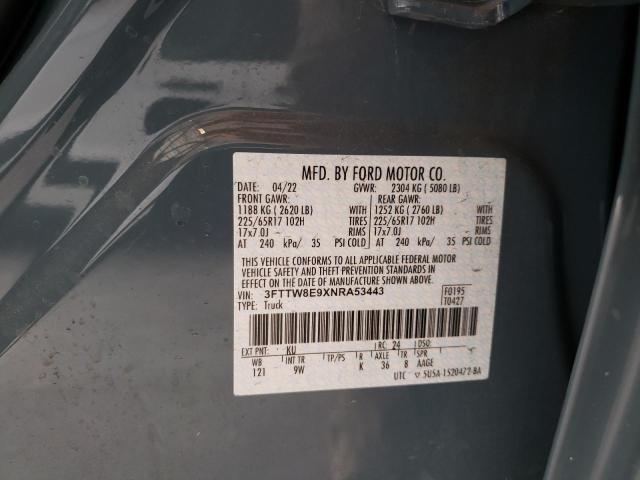 MFD. BY FORD MOTOR CO.
04/22 GVWR: 2304 KG ( 5080 LB)
FRONT GAWR: REAR GAWR:
1188 KG ( 2620 LB) WITH 1252 KG ( 2760 LB) WITH
225/65R17 102H TIRES 225/65R17 102H TIRES
17x7.0J RIMS 17x7.0J RIMS
AT 240 kPa/ 35 PSI COLD AT 240 kPa/ 35 PSI COLD
THIS VEHICLE CONFORMS TO ALL APPLICABLE FEDERAL MOTOR
VEHICLE SAFETY AND THEFT PREVENTION STANDARDS IN
EFFECT ON THE DATE OF MANUFACTURE SHOWN ABOVE.
VIN: 3FTTW8E9XNRA53443 F0195
TYPE: Truck T0427
EXT PNT: KU RC: 24 DSO:
WB INT TR TP/PS R AXLE TR SPR
121 9W K 36 8 AAGE
UTC ▽ 5U5A-1520472-BA